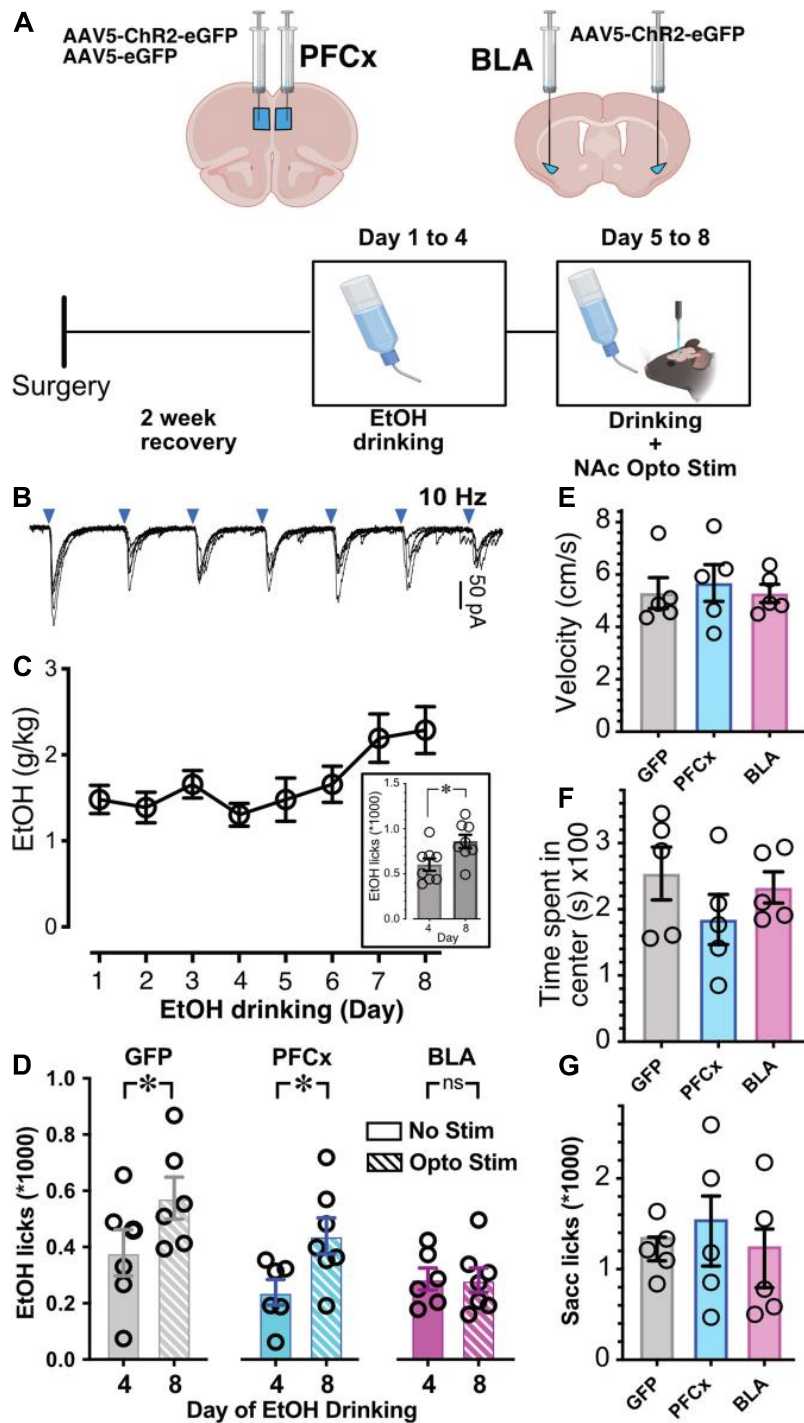 A
AAV5-ChR2-eGFP
AAV5-eGFP
PFCx
BLA
AAV5-ChR2-eGFP
Day 1 to 4
Day 5 to 8
Surgery
2 week
recovery
EtOH
drinking
Drinking
+
NAc Opto Stim
B
10 Hz
50 pA
C
EtOH (g/kg)
3
2
1
0
1 2 3 4 5 6 7 8
EtOH drinking (Day)
EtOH licks (*1000)
1.5
1.0
0.5
0.0
*
4 8
Day
D
GFP
PFCx
BLA
*
*
ns
No Stim
Opto Stim
EtOH licks (*1000)
1.0
0.8
0.6
0.4
0.2
0.0
4 8 4 8 4 8
Day of EtOH Drinking
E
Velocity (cm/s)
8
6
4
2
0
GFP PFCx BLA
F
Time spent in
center (s) x100
3
2
1
0
GFP PFCx BLA
G
Sacc licks (*1000)
2
1
0
GFP PFCx BLA